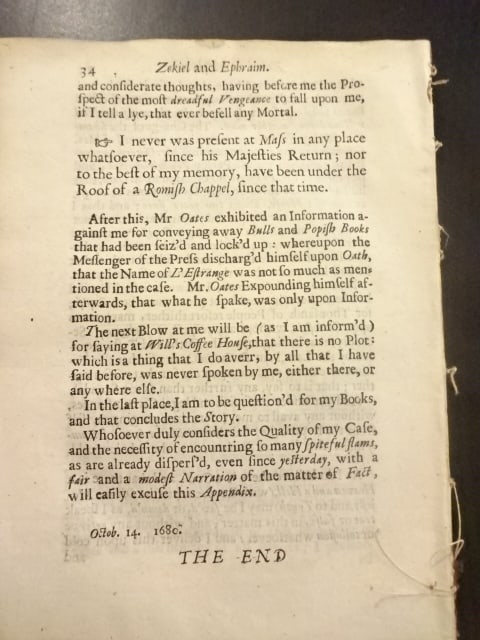 34 Zekiel and Ephraim.
and conſiderate thoughts, having before me the Pro-
ſpect of the moſt dreadful Vengeance to fall upon me,
if I tell a lye, that ever befell any Mortal.
☞ I never was preſent at Maſs in any place
whatſoever, ſince his Majeſties Return; nor
to the beſt of my memory, have been under the
Roof of a Romiſh Chappel, ſince that time.
After this, Mr Oates exhibited an Information a-
gainſt me for conveying away Bulls and Popiſh Books
that had been ſeiz'd and lock'd up: whereupon the
Meſſenger of the Preſs diſcharg'd himſelf upon Oath,
that the Name of L'Eſtrange was not ſo much as men-
tioned in the caſe. Mr. Oates Expounding himſelf af-
terwards, that what he ſpake, was only upon Infor-
mation.
The next Blow at me will be (as I am inform'd)
for ſaying at Will's Coffee Houſe, that there is no Plot:
which is a thing that I do averr, by all that I have
ſaid before, was never ſpoken by me, either there, or
any where elſe.
In the laſt place, I am to be queſtion'd for my Books,
and that concludes the Story.
Whoſoever duly conſiders the Quality of my Caſe,
and the neceſſity of encountring ſo many ſpiteful ſlams,
as are already diſperſ'd, even ſince yeſterday, with a
fair and a modeſt Narration of the matter of Fact,
will eaſily excuſe this Appendix.
Octob. 14. 1680.
THE END